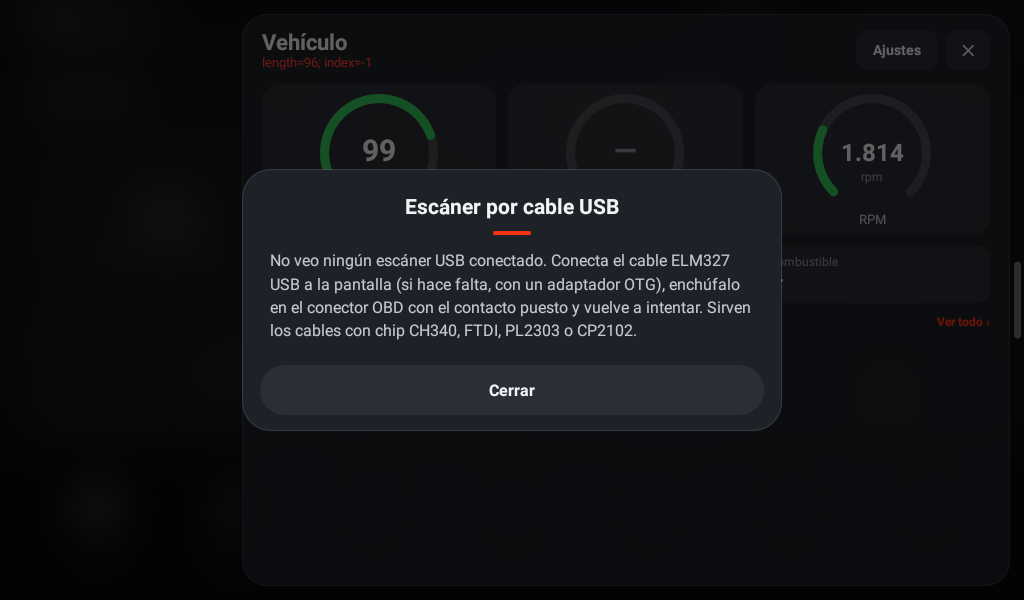 Vehículo
length=96; index=-1
Ajustes
99
–
1.814
rpm
RPM
Escáner por cable USB
No veo ningún escáner USB conectado. Conecta el cable ELM327
USB a la pantalla (si hace falta, con un adaptador OTG), enchúfalo
en el conector OBD con el contacto puesto y vuelve a intentar. Sirven
los cables con chip CH340, FTDI, PL2303 o CP2102.
Cerrar
ombustible
Ver todo ›